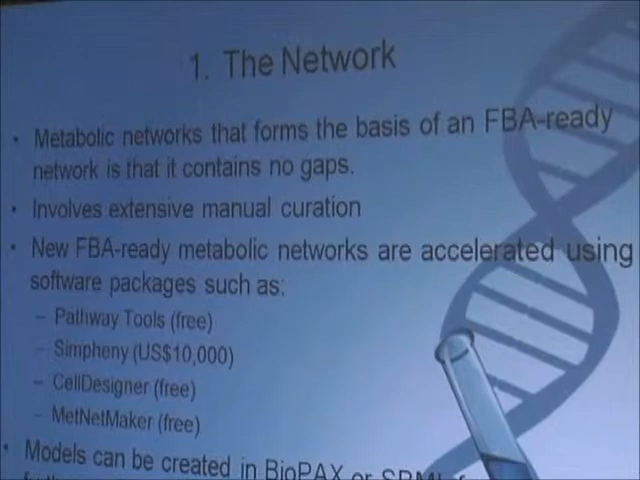 1. The Network
• Metabolic networks that forms the basis of an FBA-ready
network is that it contains no gaps.
• Involves extensive manual curation
• New FBA-ready metabolic networks are accelerated using
software packages such as:
– Pathway Tools (free)
– Simpheny (US$10,000)
– CellDesigner (free)
– MetNetMaker (free)
• Models can be created in BioPAX or SBML